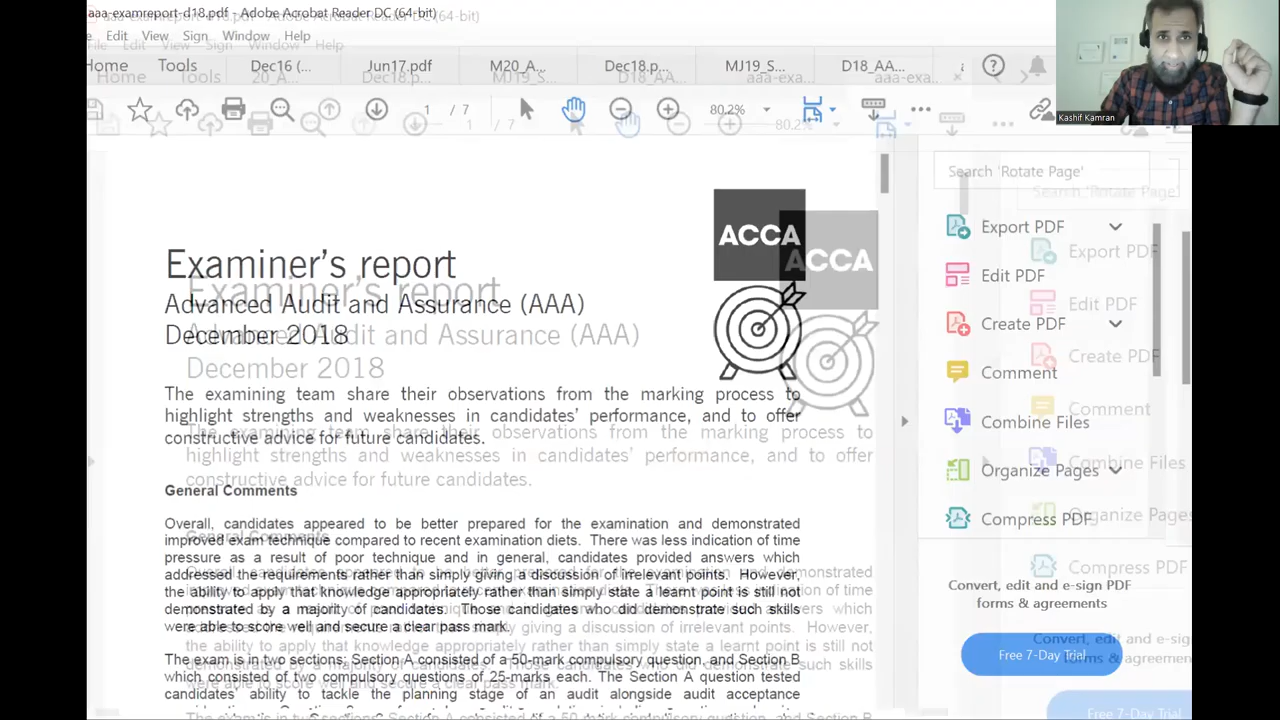 aaa-examreport-d18.pdf - Adobe Acrobat Reader DC (64-bit)
Edit View Sign Window Help
Home Tools Dec16 (... Jun17.pdf M20_A... Dec18.p... MJ19_S... D18_AA...
1 / 7 80.2%
Kashif Kamran
Search 'Rotate Page'
ACCA
Export PDF
Edit PDF
Create PDF
Comment
Combine Files
Organize Pages
Compress PDF
Convert, edit and e-sign PDF
forms & agreements
Free 7-Day Trial
Examiner's report
Advanced Audit and Assurance (AAA)
December 2018
The examining team share their observations from the marking process to
highlight strengths and weaknesses in candidates' performance, and to offer
constructive advice for future candidates.
General Comments
Overall, candidates appeared to be better prepared for the examination and demonstrated
improved exam technique compared to recent examination diets. There was less indication of time
pressure as a result of poor technique and in general, candidates provided answers which
addressed the requirements rather than simply giving a discussion of irrelevant points. However,
the ability to apply that knowledge appropriately rather than simply state a learnt point is still not
demonstrated by a majority of candidates. Those candidates who did demonstrate such skills
were able to score well and secure a clear pass mark.
The exam is in two sections; Section A consisted of a 50-mark compulsory question, and Section B
which consisted of two compulsory questions of 25-marks each. The Section A question tested
candidates' ability to tackle the planning stage of an audit alongside audit acceptance